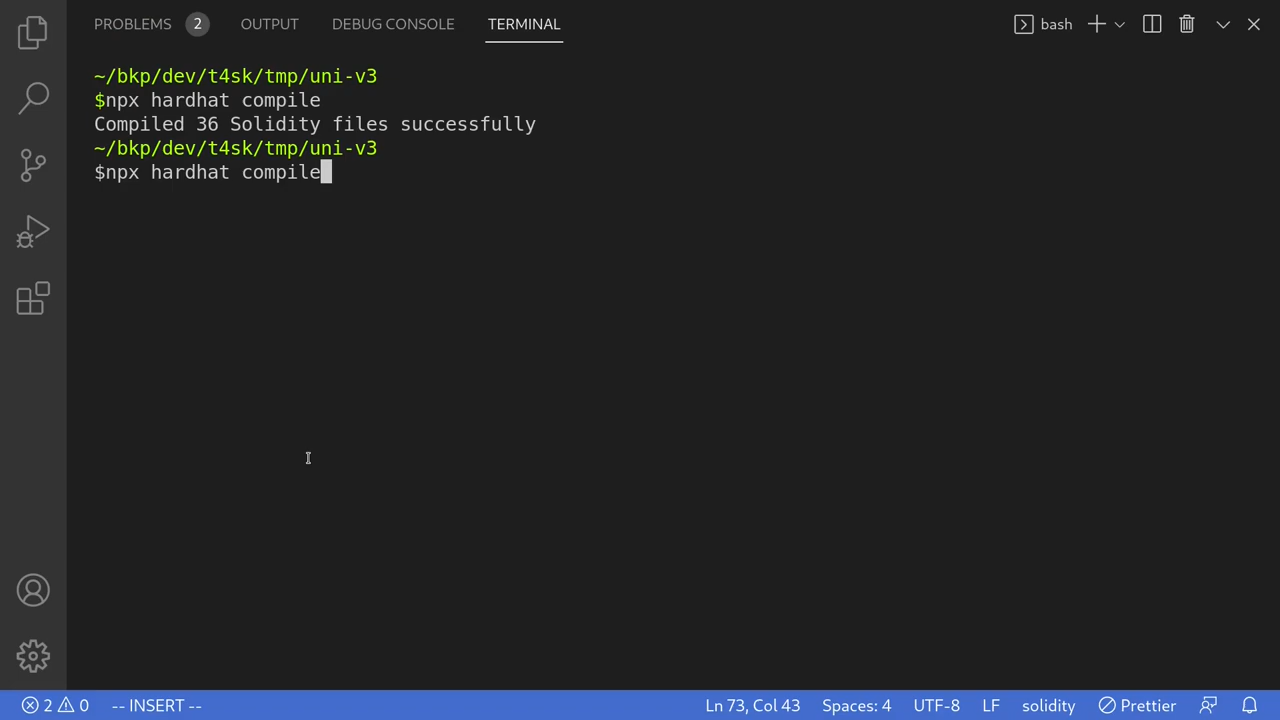 PROBLEMS 2 OUTPUT DEBUG CONSOLE TERMINAL bash
~/bkp/dev/t4sk/tmp/uni-v3
$npx hardhat compile
Compiled 36 Solidity files successfully
~/bkp/dev/t4sk/tmp/uni-v3
$npx hardhat compile
2 0 -- INSERT -- Ln 73, Col 43 Spaces: 4 UTF-8 LF solidity Prettier